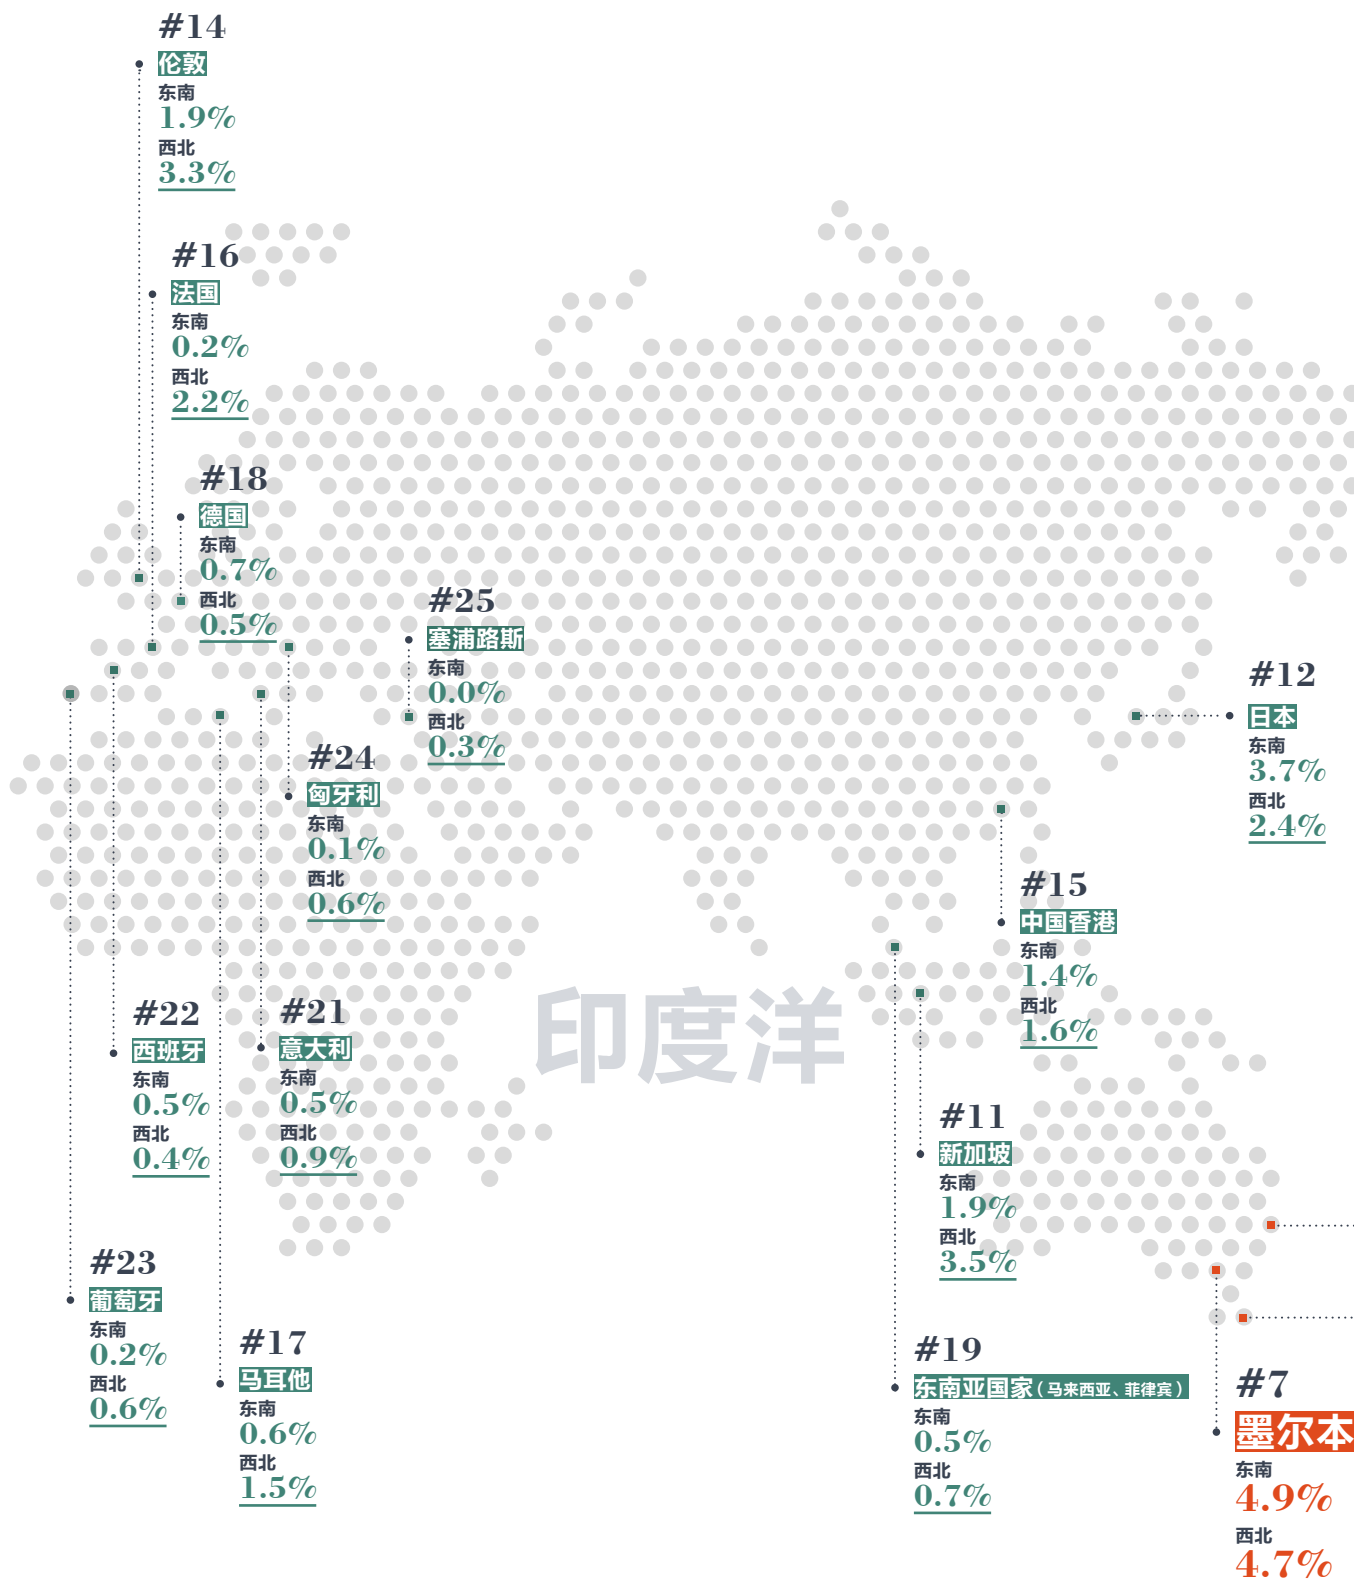 #14
伦敦
东南
1.9%
西北
3.3%
#16
法国
东南
0.2%
西北
2.2%
#18
德国
东南
0.7%
西北
0.5%
#25
塞浦路斯
东南
0.0%
西北
0.3%
#12
日本
东南
3.7%
西北
2.4%
#24
匈牙利
东南
0.1%
西北
0.6%
#15
中国香港
东南
1.4%
西北
1.6%
印度洋
#22
西班牙
东南
0.5%
西北
0.4%
#21
意大利
东南
0.5%
西北
0.9%
#11
新加坡
东南
1.9%
西北
3.5%
#23
葡萄牙
东南
0.2%
西北
0.6%
#17
马耳他
东南
0.6%
西北
1.5%
#19
东南亚国家（马来西亚、菲律宾）
东南
0.5%
西北
0.7%
#7
墨尔本
东南
4.9%
西北
4.7%